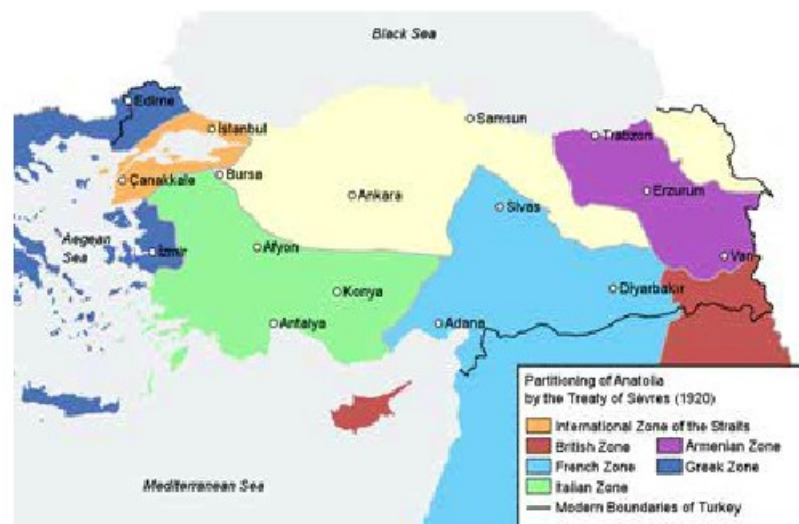 Black Sea
Edirne
Istanbul
Samsun
Trabzon
Çanakkale
Bursa
Ankara
Erzurum
Sivas
Aegean
Sea
İzmir
Afyon
Van
Konya
Diyarbakır
Antalya
Adana
Mediterranean Sea
Partitioning of Anatolia
by the Treaty of Sèvres (1920)
International Zone of the Straits
British Zone
Armenian Zone
French Zone
Greek Zone
Italian Zone
Modern Boundaries of Turkey